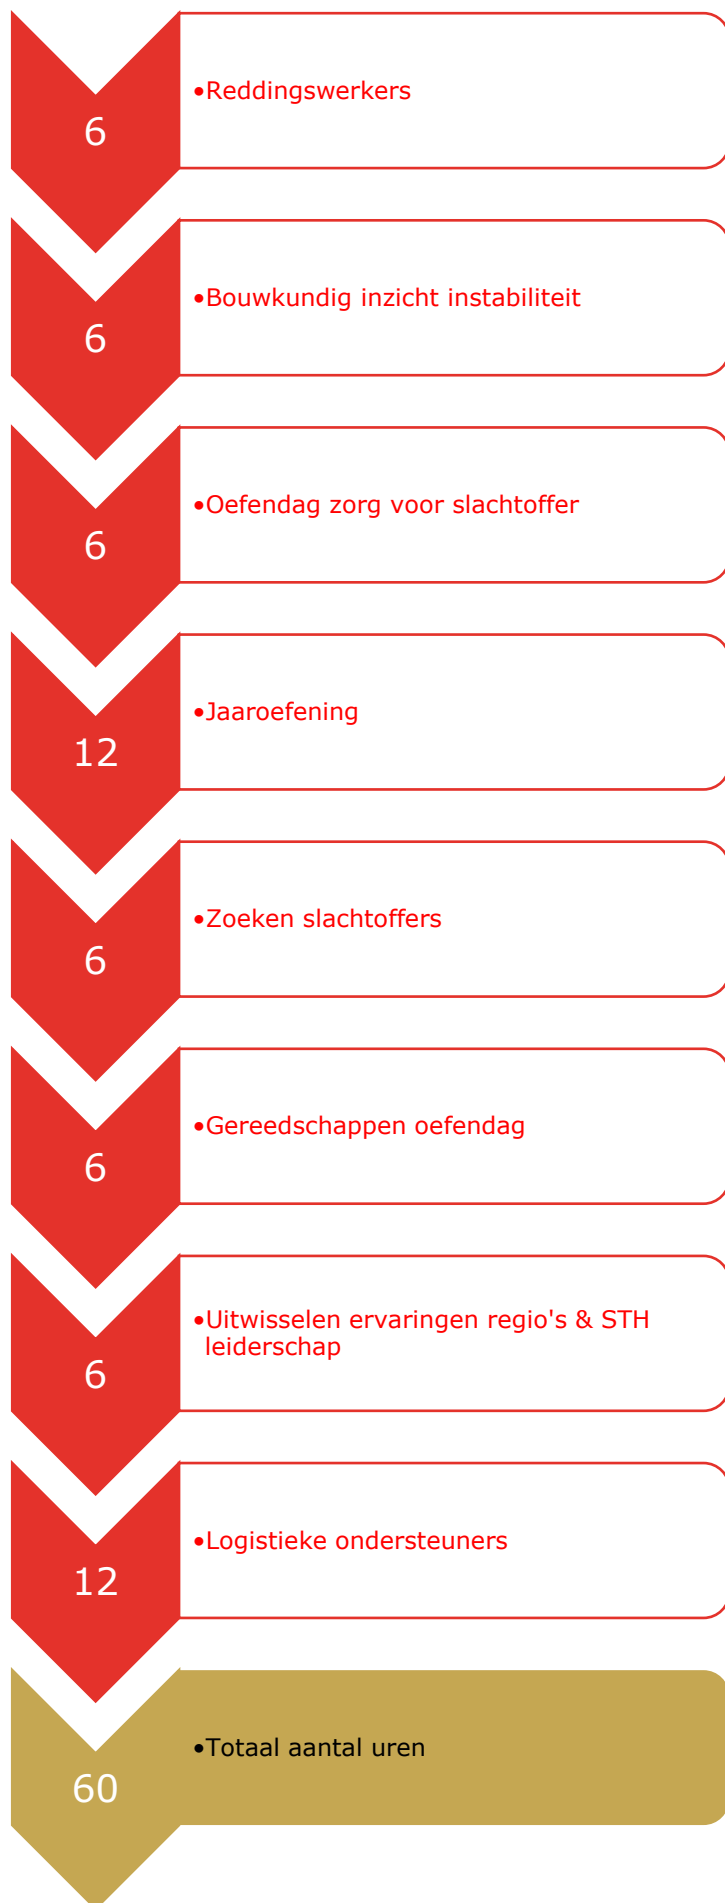 6
•Reddingswerkers
6
•Bouwkundig inzicht instabiliteit
6
•Oefendag zorg voor slachtoffer
12
•Jaaroefening
6
•Zoeken slachtoffers
6
•Gereedschappen oefendag
6
•Uitwisselen ervaringen regio's & STH
leiderschap
12
•Logistieke ondersteuners
60
•Totaal aantal uren